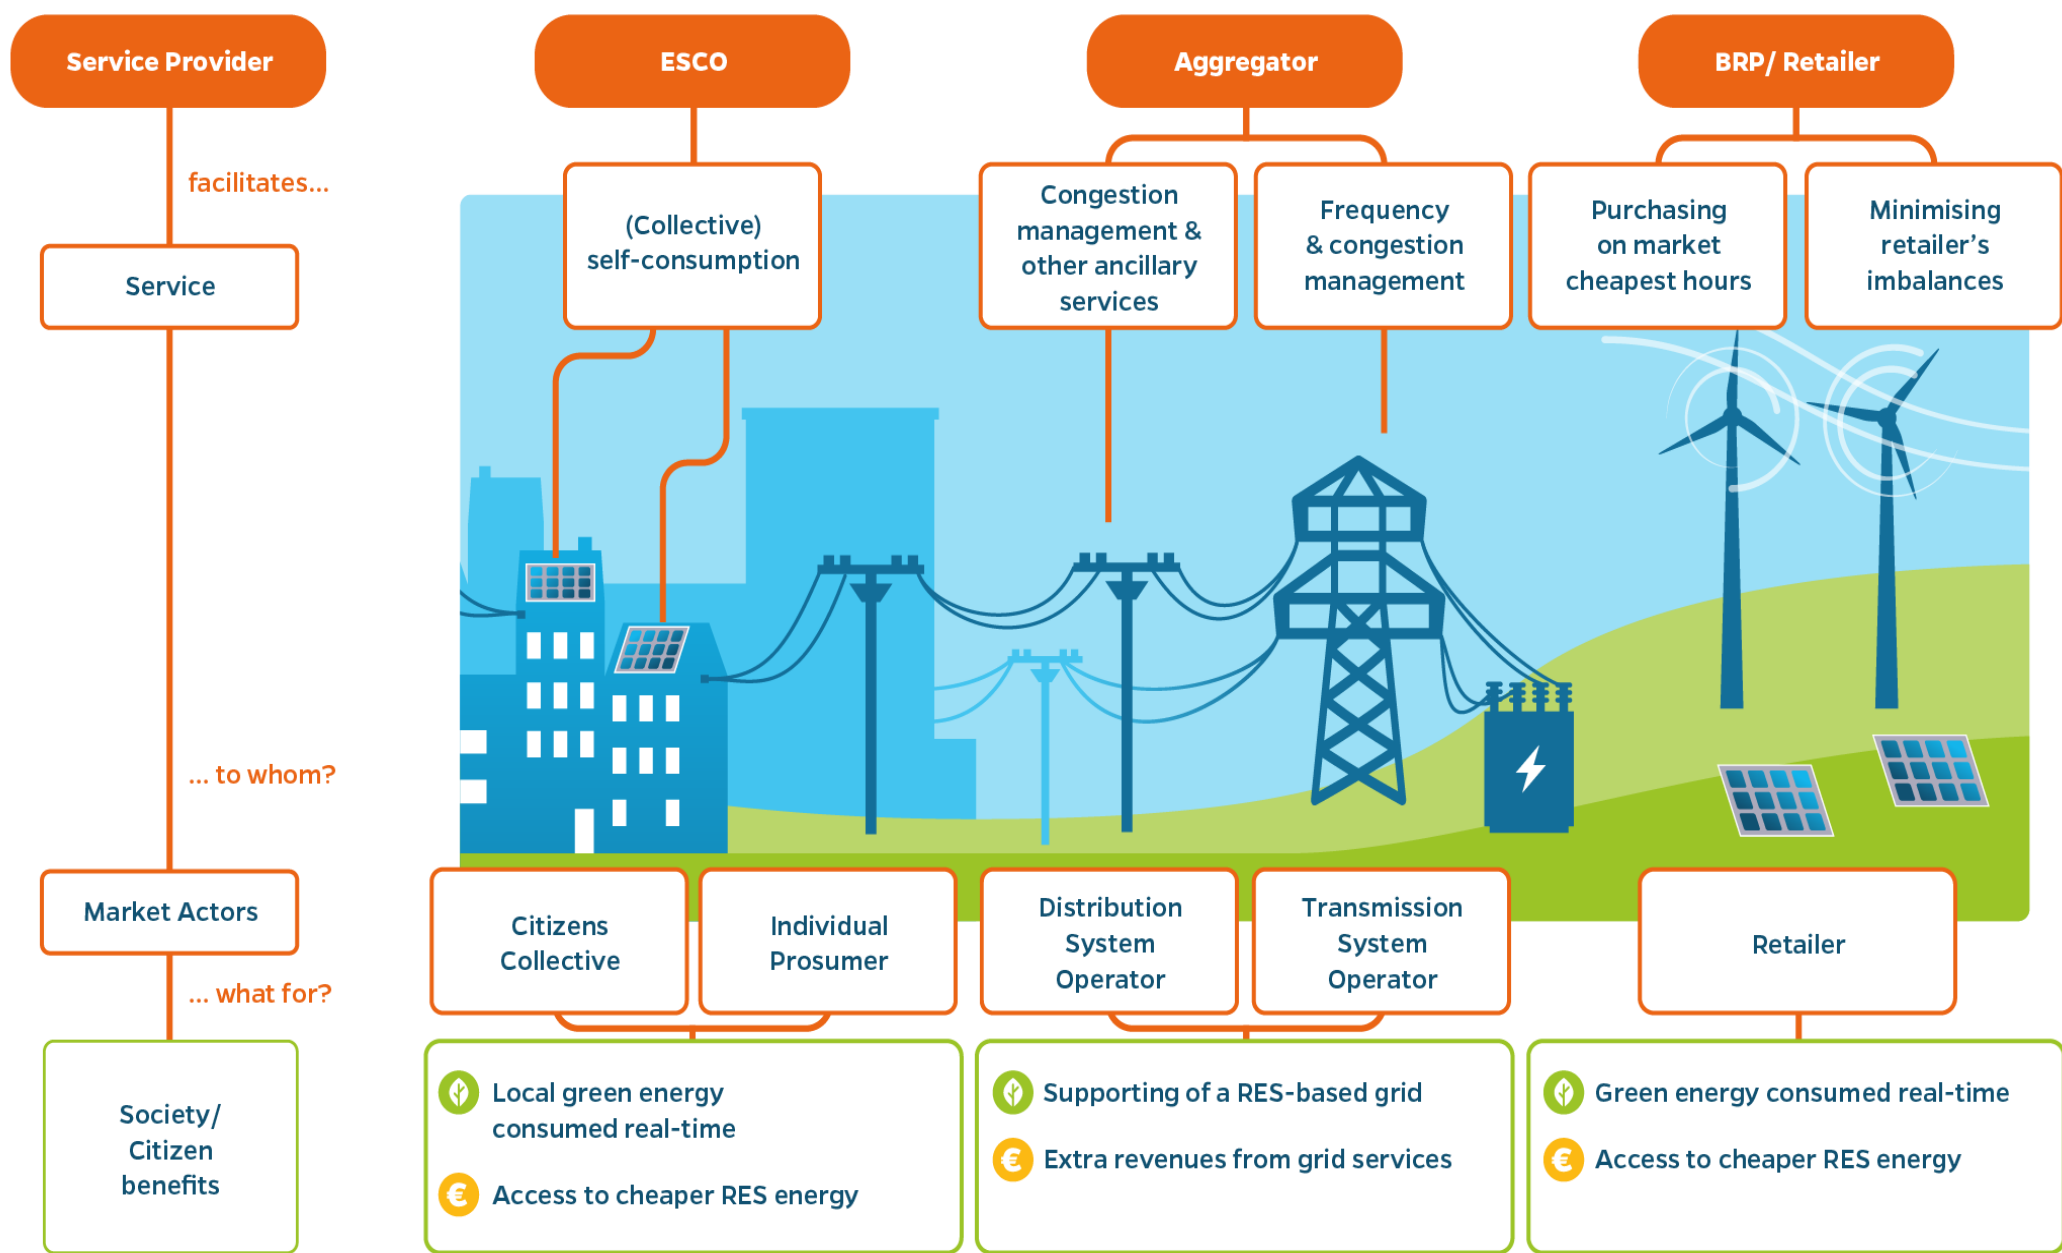 Service Provider
ESCO
Aggregator
BRP/ Retailer
facilitates...
Service
(Collective)
self-consumption
Congestion
management &
other ancillary
services
Frequency
& congestion
management
Purchasing
on market
cheapest hours
Minimising
retailer’s
imbalances
... to whom?
Market Actors
Citizens
Collective
Individual
Prosumer
Distribution
System
Operator
Transmission
System
Operator
Retailer
... what for?
Society/
Citizen
benefits
Local green energy
consumed real-time
€ Access to cheaper RES energy
Supporting of a RES-based grid
€ Extra revenues from grid services
Green energy consumed real-time
€ Access to cheaper RES energy